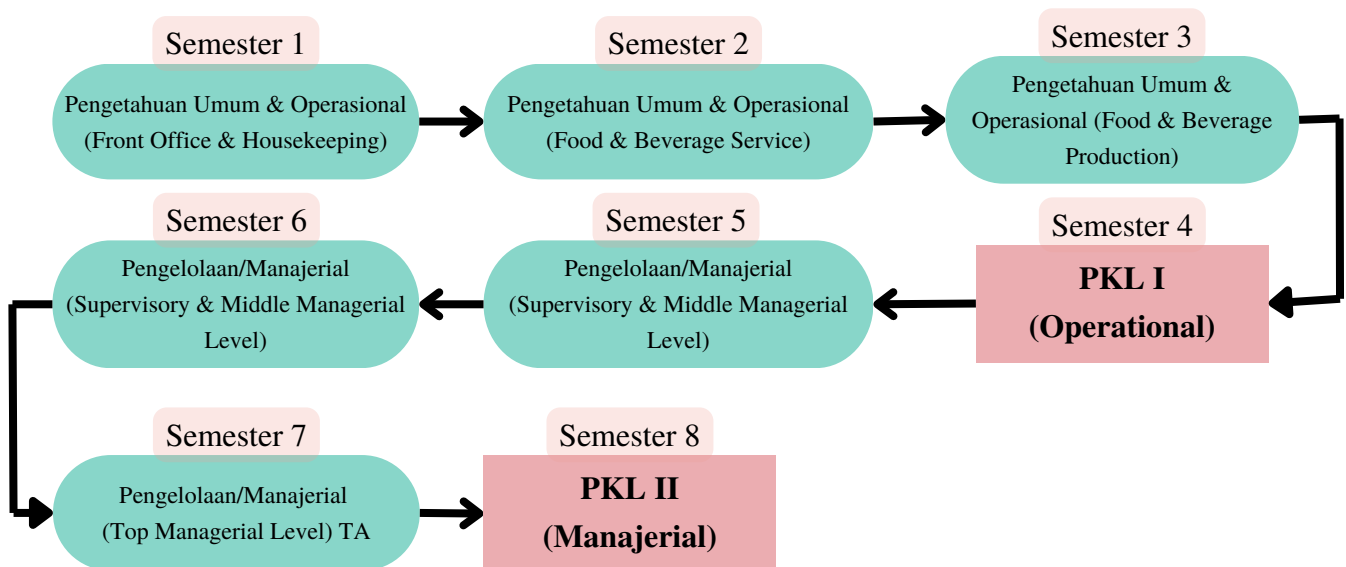 Semester 1
Pengetahuan Umum & Operasional
(Front Office & Housekeeping)
Semester 2
Pengetahuan Umum & Operasional
(Food & Beverage Service)
Semester 3
Pengetahuan Umum &
Operasional (Food & Beverage
Production)
Semester 4
PKL I
(Operational)
Semester 5
Pengelolaan/Manajerial
(Supervisory & Middle Managerial
Level)
Semester 6
Pengelolaan/Manajerial
(Supervisory & Middle Managerial
Level)
Semester 7
Pengelolaan/Manajerial
(Top Managerial Level) TA
Semester 8
PKL II
(Manajerial)